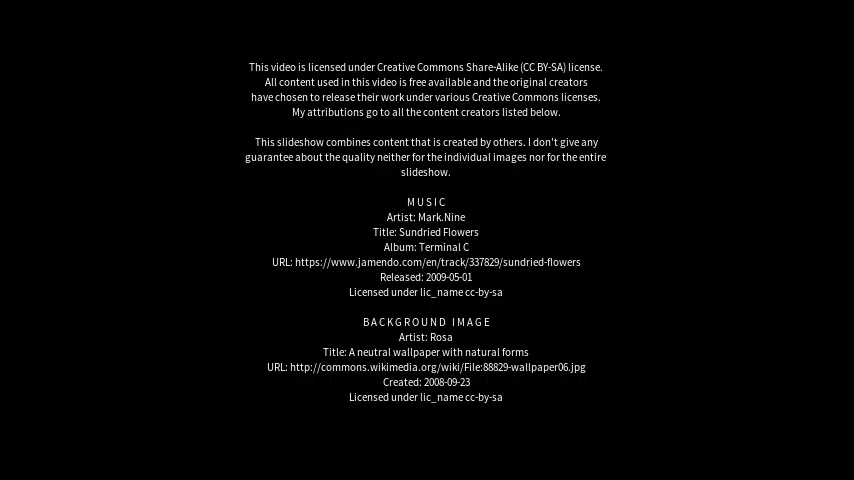 This video is licensed under Creative Commons Share-Alike (CC BY-SA) license.
All content used in this video is free available and the original creators
have chosen to release their work under various Creative Commons licenses.
My attributions go to all the content creators listed below.
This slideshow combines content that is created by others. I don't give any
guarantee about the quality neither for the individual images nor for the entire
slideshow.
MUSIC
Artist: Mark.Nine
Title: Sundried Flowers
Album: Terminal C
URL: https://www.jamendo.com/en/track/337829/sundried-flowers
Released: 2009-05-01
Licensed under lic_name cc-by-sa
BACKGROUND IMAGE
Artist: Rosa
Title: A neutral wallpaper with natural forms
URL: http://commons.wikimedia.org/wiki/File:88829-wallpaper06.jpg
Created: 2008-09-23
Licensed under lic_name cc-by-sa